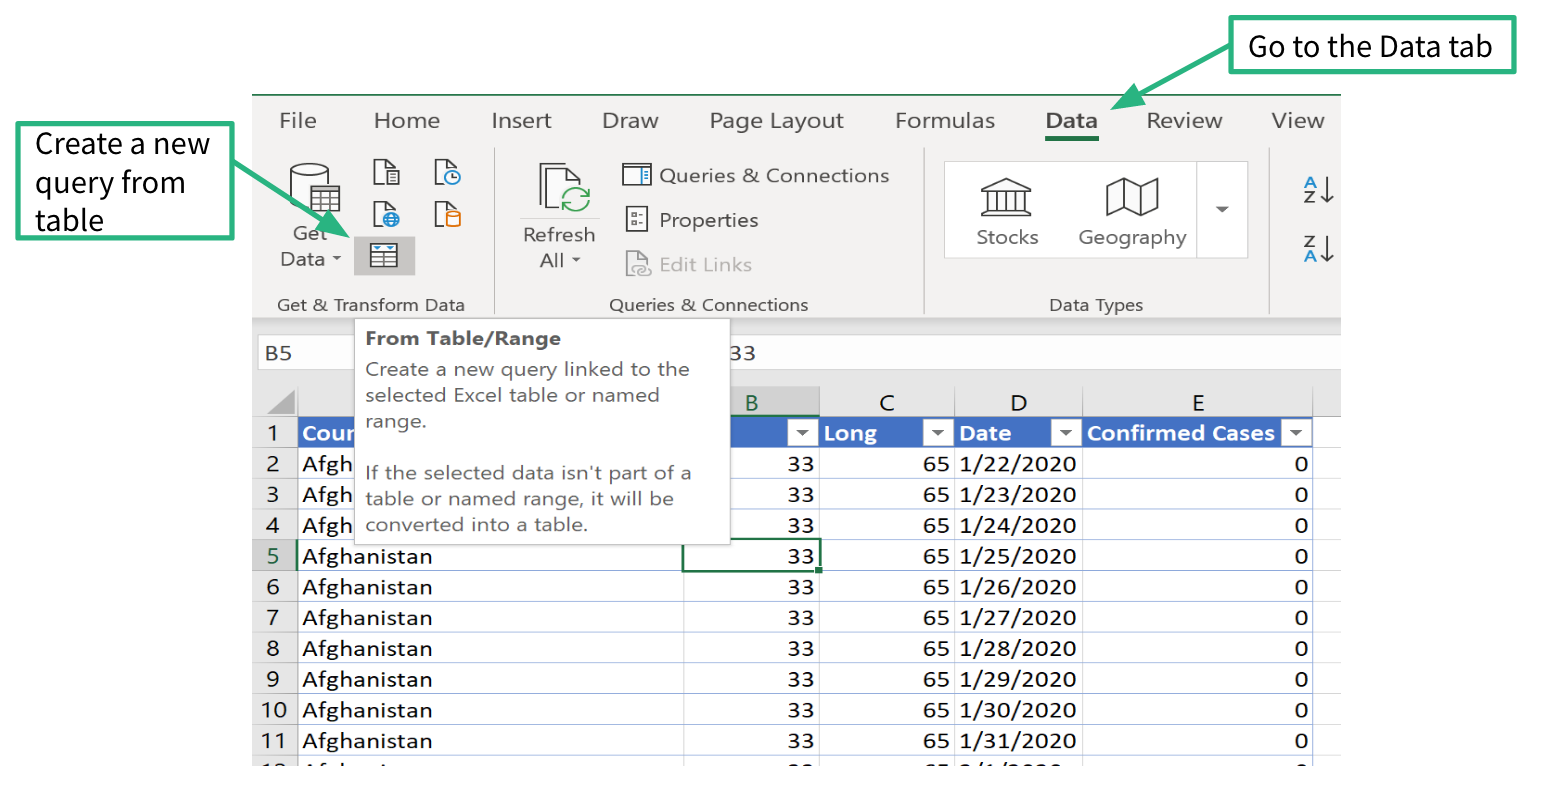 Go to the Data tab
Create a new
query from
table
File Home Insert Draw Page Layout Formulas Data Review View
Get
Data
Refresh
All
Queries & Connections
Properties
Edit Links
Stocks
Geography
A
Z
Z
A
Get & Transform Data
Queries & Connections
Data Types
From Table/Range
Create a new query linked to the
selected Excel table or named
range.
If the selected data isn't part of a
table or named range, it will be
converted into a table.
B5 33
B C D E
1 Cour Long Date Confirmed Cases
2 Afgh 33 65 1/22/2020 0
3 Afgh 33 65 1/23/2020 0
4 Afgh 33 65 1/24/2020 0
5 Afghanistan 33 65 1/25/2020 0
6 Afghanistan 33 65 1/26/2020 0
7 Afghanistan 33 65 1/27/2020 0
8 Afghanistan 33 65 1/28/2020 0
9 Afghanistan 33 65 1/29/2020 0
10 Afghanistan 33 65 1/30/2020 0
11 Afghanistan 33 65 1/31/2020 0